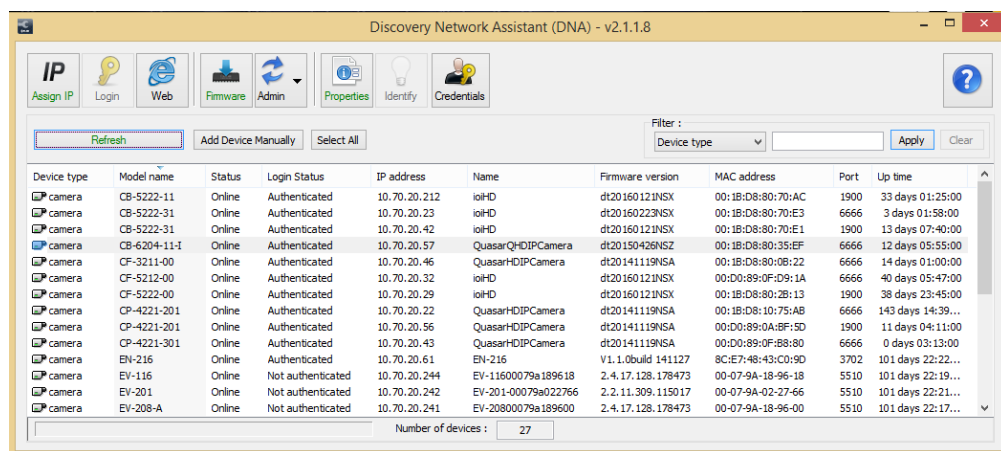 Discovery Network Assistant (DNA) - v2.1.1.8
IP
Assign IP Login Web Firmware Admin Properties Identify Credentials
Filter :
Refresh Add Device Manually Select All Device type Apply Clear
Device type Model name Status Login Status IP address Name Firmware version MAC address Port Up time
camera CB-5222-11 Online Authenticated 10.70.20.212 ioiHD dt20160121NSX 00:1B:D8:80:70:AC 1900 33 days 01:25:00
camera CB-5222-31 Online Authenticated 10.70.20.23 ioiHD dt20160223NSX 00:1B:D8:80:70:E3 6666 3 days 01:58:00
camera CB-5222-31 Online Authenticated 10.70.20.42 ioiHD dt20160121NSX 00:1B:D8:80:70:E1 1900 13 days 07:40:00
camera CB-6204-11-I Online Authenticated 10.70.20.57 QuasarQHDIPCamera dt20150426NSZ 00:1B:D8:80:35:EF 6666 12 days 05:55:00
camera CF-3211-00 Online Authenticated 10.70.20.46 QuasarHDIPCamera dt20141119NSA 00:1B:D8:80:0B:22 6666 14 days 01:00:00
camera CF-5212-00 Online Authenticated 10.70.20.32 ioiHD dt20160121NSX 00:D0:89:0F:D9:1A 6666 40 days 05:47:00
camera CF-5222-00 Online Authenticated 10.70.20.29 ioiHD dt20160121NSX 00:1B:D8:80:2B:13 1900 38 days 23:45:00
camera CP-4221-201 Online Authenticated 10.70.20.22 QuasarHDIPCamera dt20141119NSA 00:1B:D8:10:75:AB 6666 143 days 14:39...
camera CP-4221-201 Online Authenticated 10.70.20.56 QuasarHDIPCamera dt20141119NSA 00:D0:89:0A:BF:5D 1900 11 days 04:11:00
camera CP-4221-301 Online Authenticated 10.70.20.43 QuasarHDIPCamera dt20141119NSA 00:D0:89:0F:B8:80 6666 0 days 03:13:00
camera EN-216 Online Authenticated 10.70.20.61 EN-216 V1.1.0build 141127 8C:E7:48:43:C0:9D 3702 101 days 22:22...
camera EV-116 Online Not authenticated 10.70.20.244 EV-11600079a189618 2.4.17.128.178473 00-07-9A-18-96-18 5510 101 days 22:19...
camera EV-201 Online Not authenticated 10.70.20.242 EV-201-00079a022766 2.2.11.309.115017 00-07-9A-02-27-66 5510 101 days 22:21...
camera EV-208-A Online Not authenticated 10.70.20.241 EV-20800079a189600 2.4.17.128.178473 00-07-9A-18-96-00 5510 101 days 22:17...
Number of devices : 27